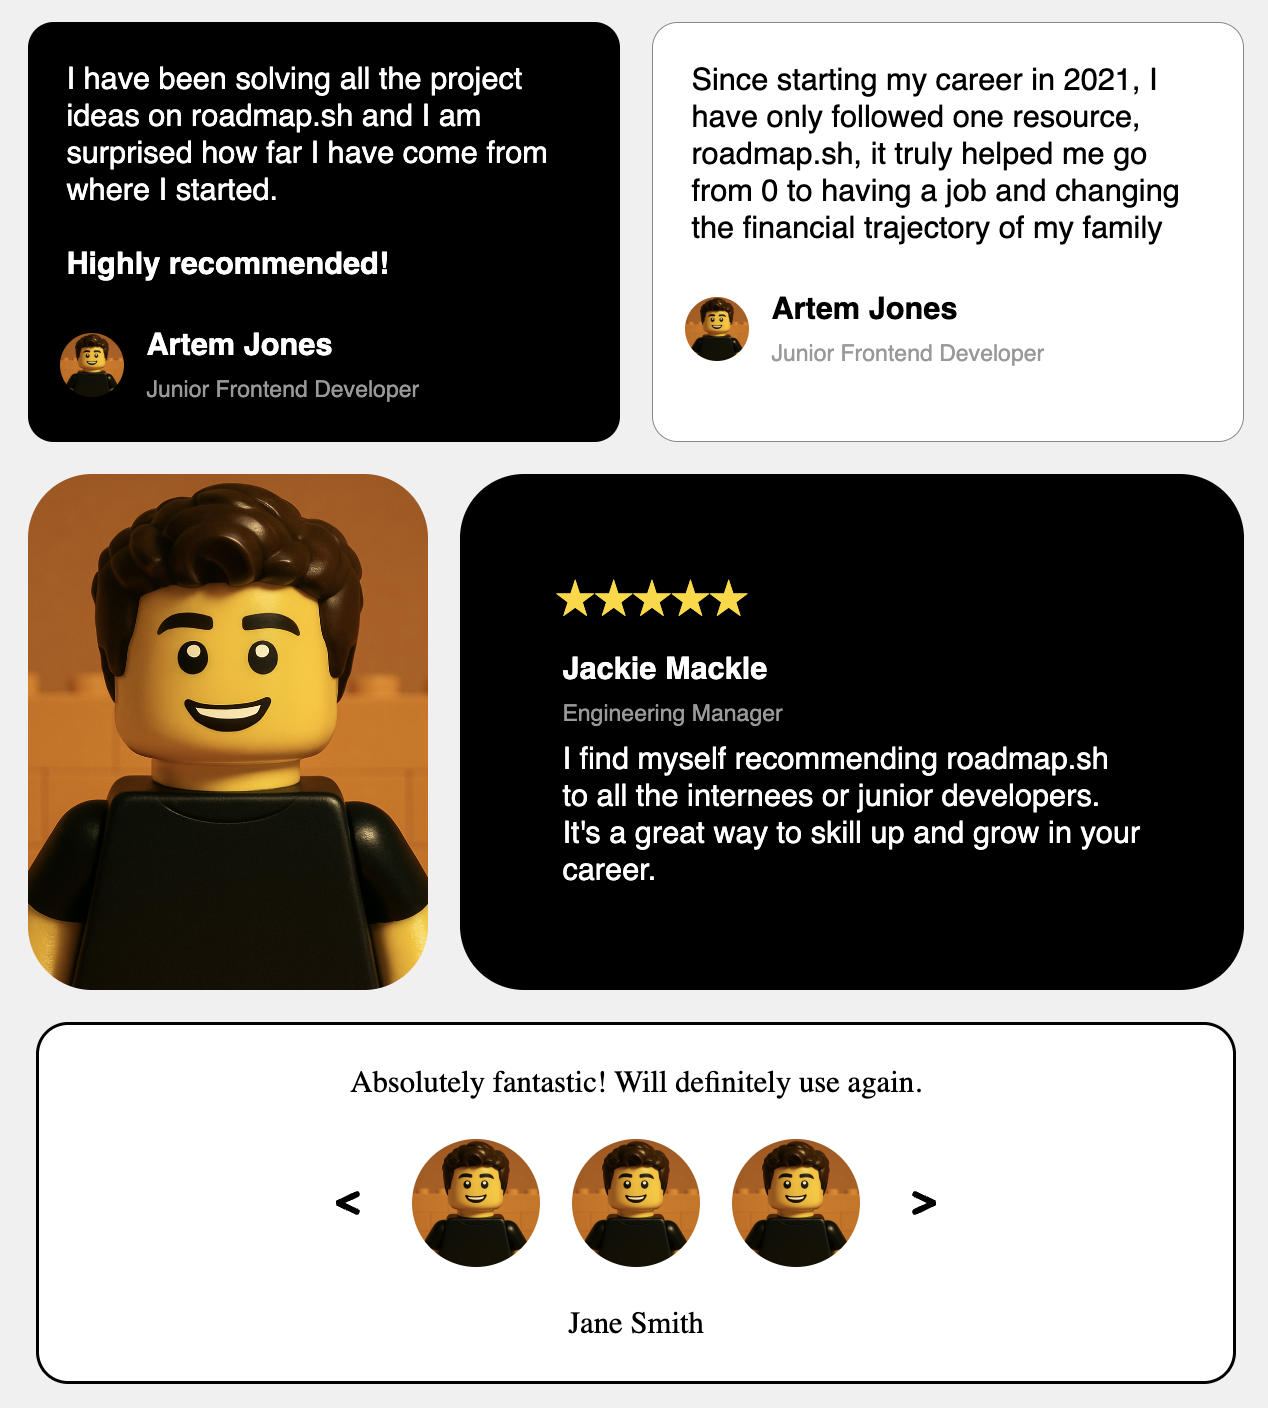 I have been solving all the project
ideas on roadmap.sh and I am
surprised how far I have come from
where I started.
Highly recommended!
Artem Jones
Junior Frontend Developer
Since starting my career in 2021, I
have only followed one resource,
roadmap.sh, it truly helped me go
from 0 to having a job and changing
the financial trajectory of my family
Artem Jones
Junior Frontend Developer
★★★★★
Jackie Mackle
Engineering Manager
I find myself recommending roadmap.sh
to all the internees or junior developers.
It's a great way to skill up and grow in your
career.
Absolutely fantastic! Will definitely use again.
< >
Jane Smith